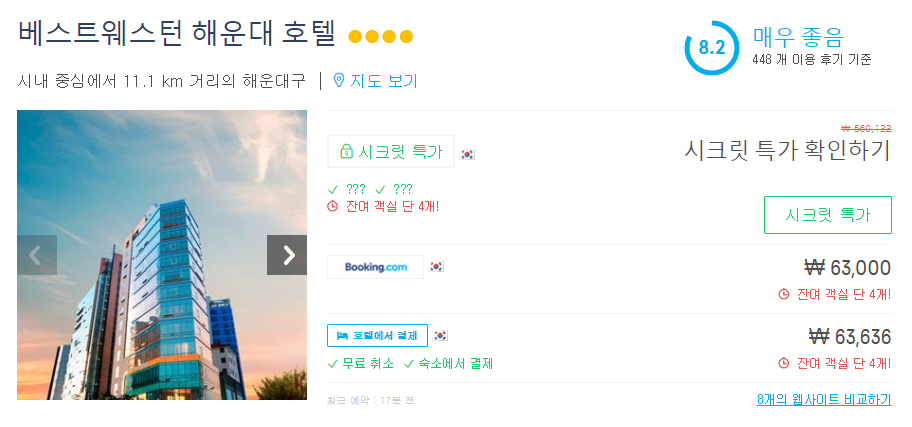 베스트웨스턴 해운대 호텔
8.2
매우 좋음
448 개 이용 후기 기준
시내 중심에서 11.1 km 거리의 해운대구 | 지도 보기
₩ 560,133
시크릿 특가
시크릿 특가 확인하기
??? ???
잔여 객실 단 4개!
시크릿 특가
Booking.com
₩ 63,000
잔여 객실 단 4개!
호텔에서 결제
₩ 63,636
무료 취소 숙소에서 결제
잔여 객실 단 4개!
최근 예약 : 17분 전
8개의 웹사이트 비교하기